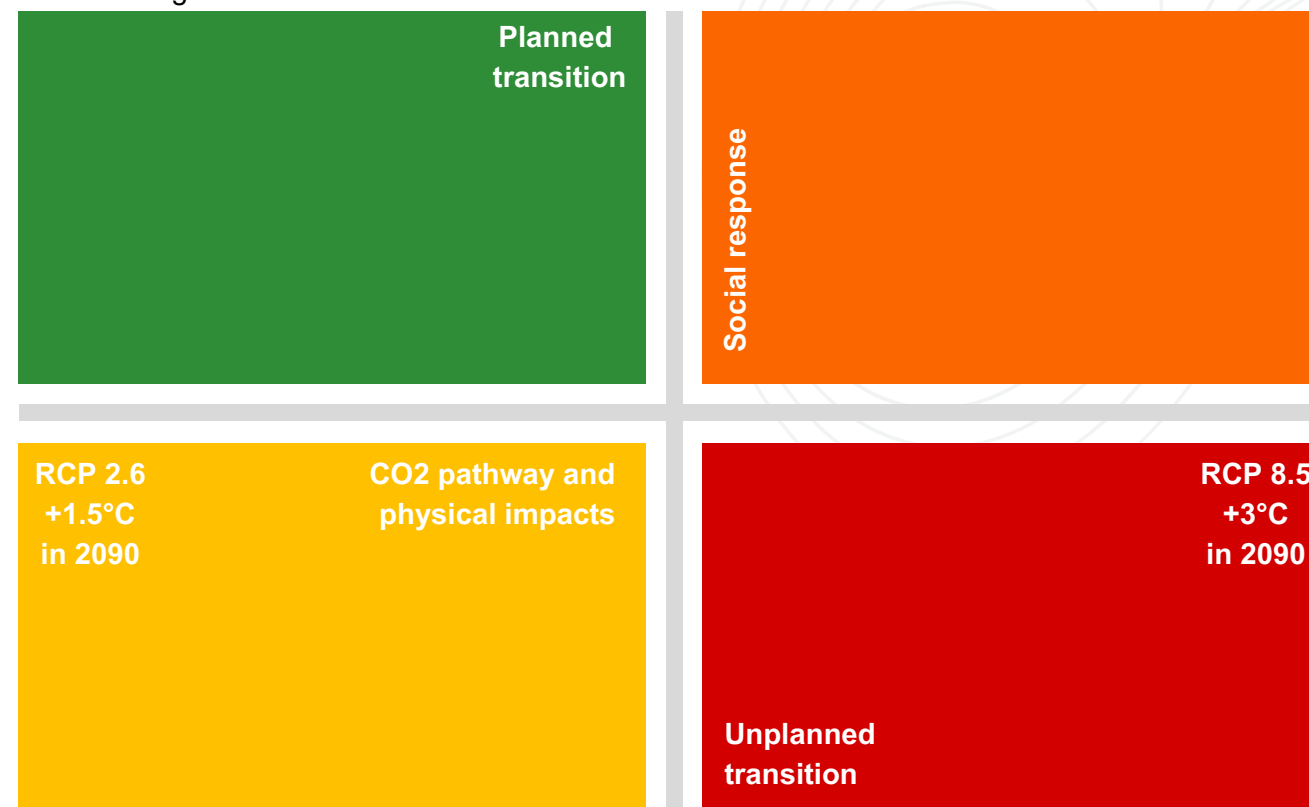 Planned
transition
Social response
RCP 2.6
+1.5°C
in 2090
CO2 pathway and
physical impacts
RCP 8.5
+3°C
in 2090
Unplanned
transition